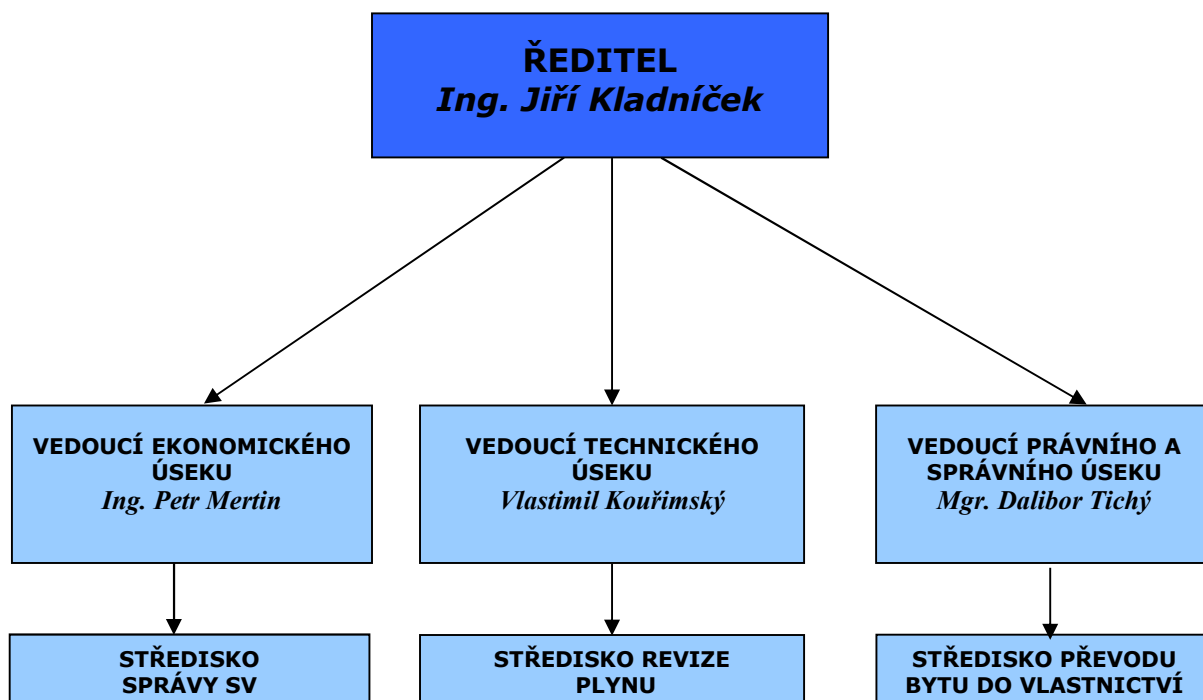 ŘEDITEL
Ing. Jiří Kladníček
VEDOUCÍ EKONOMICKÉHO
ÚSEKU
Ing. Petr Mertin
VEDOUCÍ TECHNICKÉHO
ÚSEKU
Vlastimil Kouřimský
VEDOUCÍ PRÁVNÍHO A
SPRÁVNÍHO ÚSEKU
Mgr. Dalibor Tichý
STŘEDISKO
SPRÁVY SV
STŘEDISKO REVIZE
PLYNU
STŘEDISKO PŘEVODU
BYTU DO VLASTNICTVÍ